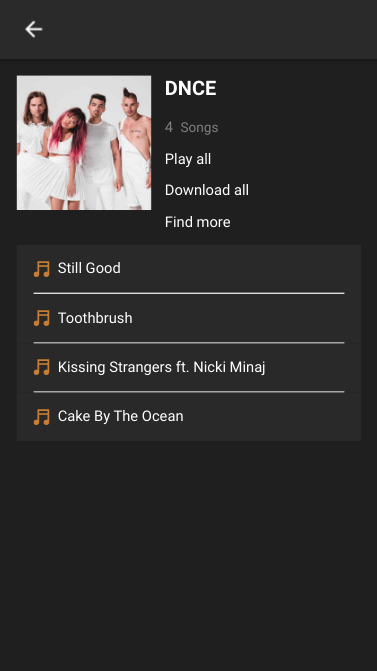 DNCE
4 Songs
Play all
Download all
Find more
Still Good
Toothbrush
Kissing Strangers ft. Nicki Minaj
Cake By The Ocean